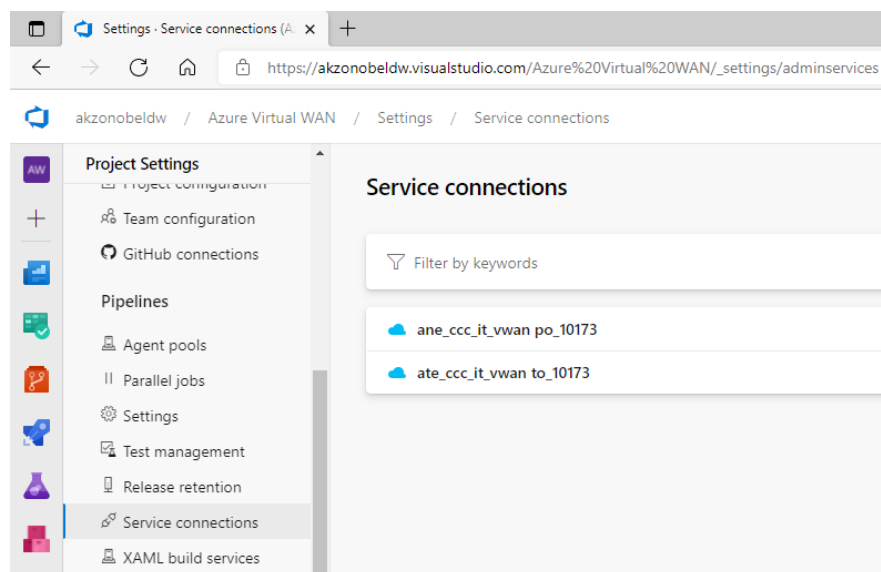 Settings · Service connections (A
https://akzonobeldw.visualstudio.com/Azure%20Virtual%20WAN/_settings/adminservices
akzonobeldw / Azure Virtual WAN / Settings / Service connections
AW
Project Settings
Project configuration
Team configuration
GitHub connections
Pipelines
Agent pools
Parallel jobs
Settings
Test management
Release retention
Service connections
XAML build services
Service connections
Filter by keywords
ane_ccc_it_vwan po_10173
ate_ccc_it_vwan to_10173